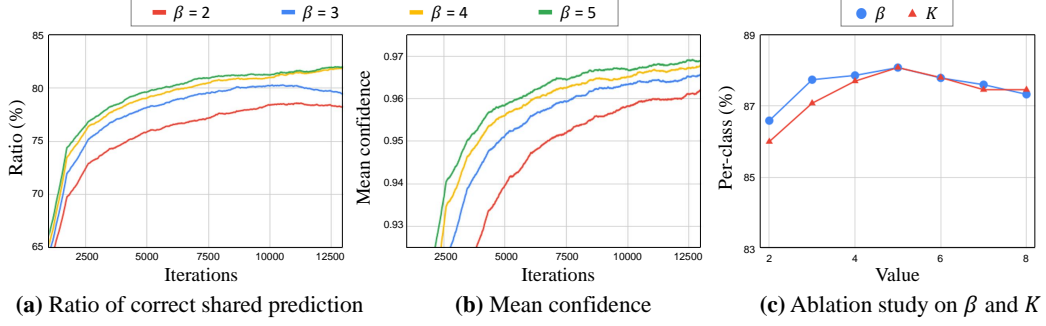 β = 2 β = 3 β = 4 β = 5
β K
85
80
75
70
65
Ratio (%)
2500 5000 7500 10000 12500
Iterations
0.97
0.96
0.95
0.94
0.93
Mean confidence
2500 5000 7500 10000 12500
Iterations
89
87
85
83
Per-class (%)
2 4 6 8
Value
(a) Ratio of correct shared prediction
(b) Mean confidence
(c) Ablation study on β and K